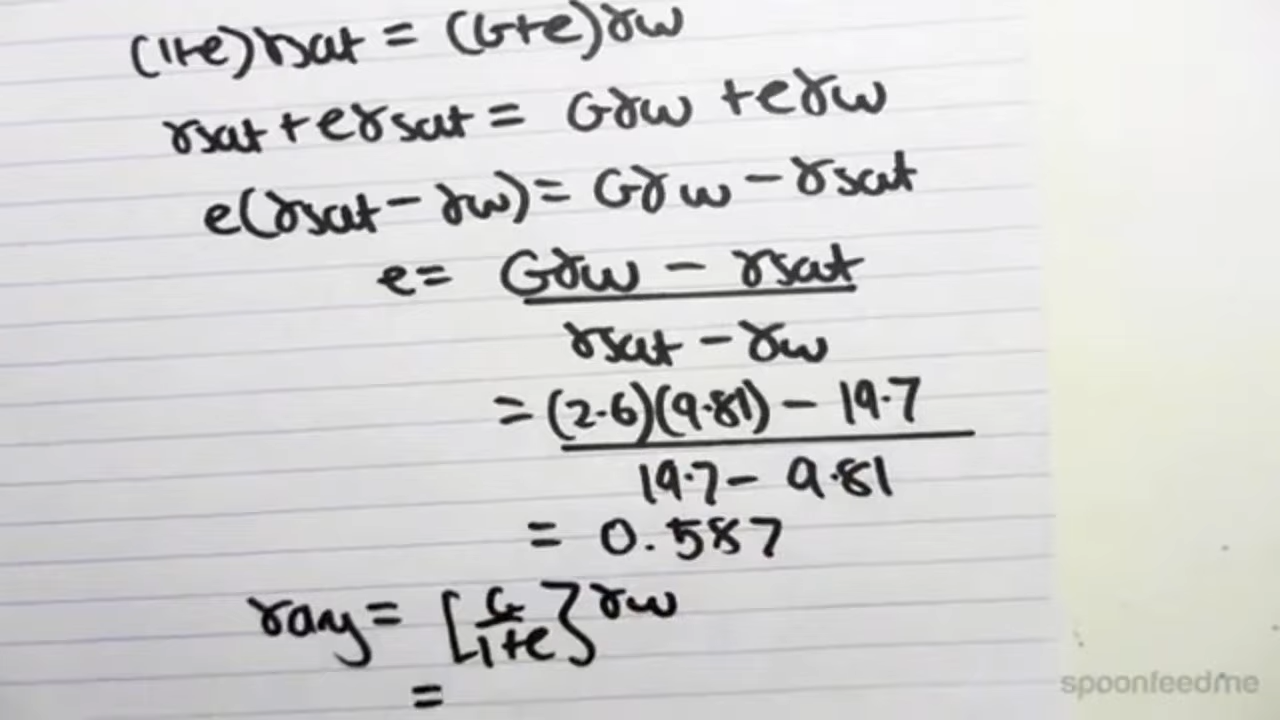 (1+e)γsat = (G+e)γw
γsat + eγsat = Gγw + eγw
e(γsat - γw) = Gγw - γsat
e = Gγw - γsat
γsat - γw
= (2.6)(9.81) - 19.7
19.7 - 9.81
= 0.587
γdry = [G/1+e]γw
=
spoonfeedme